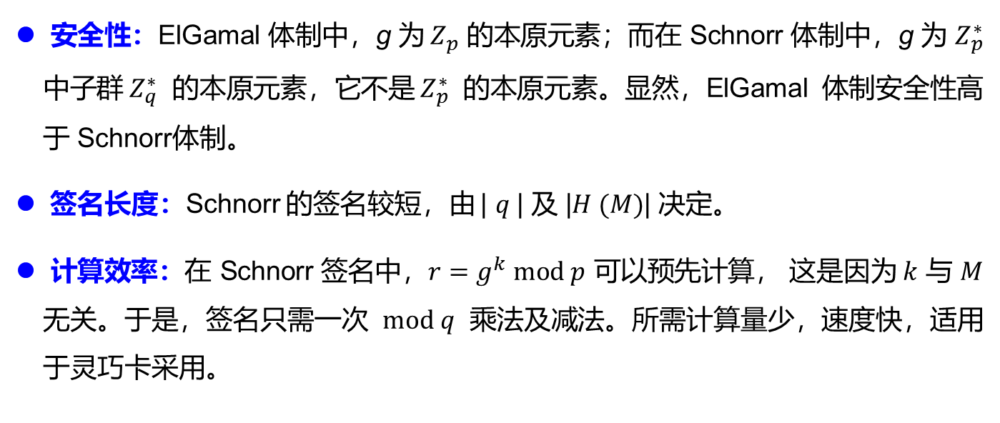 ● 安全性：ElGamal 体制中，g 为 Z_p 的本原元素；而在 Schnorr 体制中，g 为 Z_p^*
中子群 Z_q^* 的本原元素，它不是 Z_p^* 的本原元素。显然，ElGamal 体制安全性高
于 Schnorr体制。
● 签名长度：Schnorr 的签名较短，由 | q | 及 |H (M)| 决定。
● 计算效率：在 Schnorr 签名中，r = g^k mod p 可以预先计算， 这是因为 k 与 M
无关。于是，签名只需一次 mod q 乘法及减法。所需计算量少，速度快，适用
于灵巧卡采用。